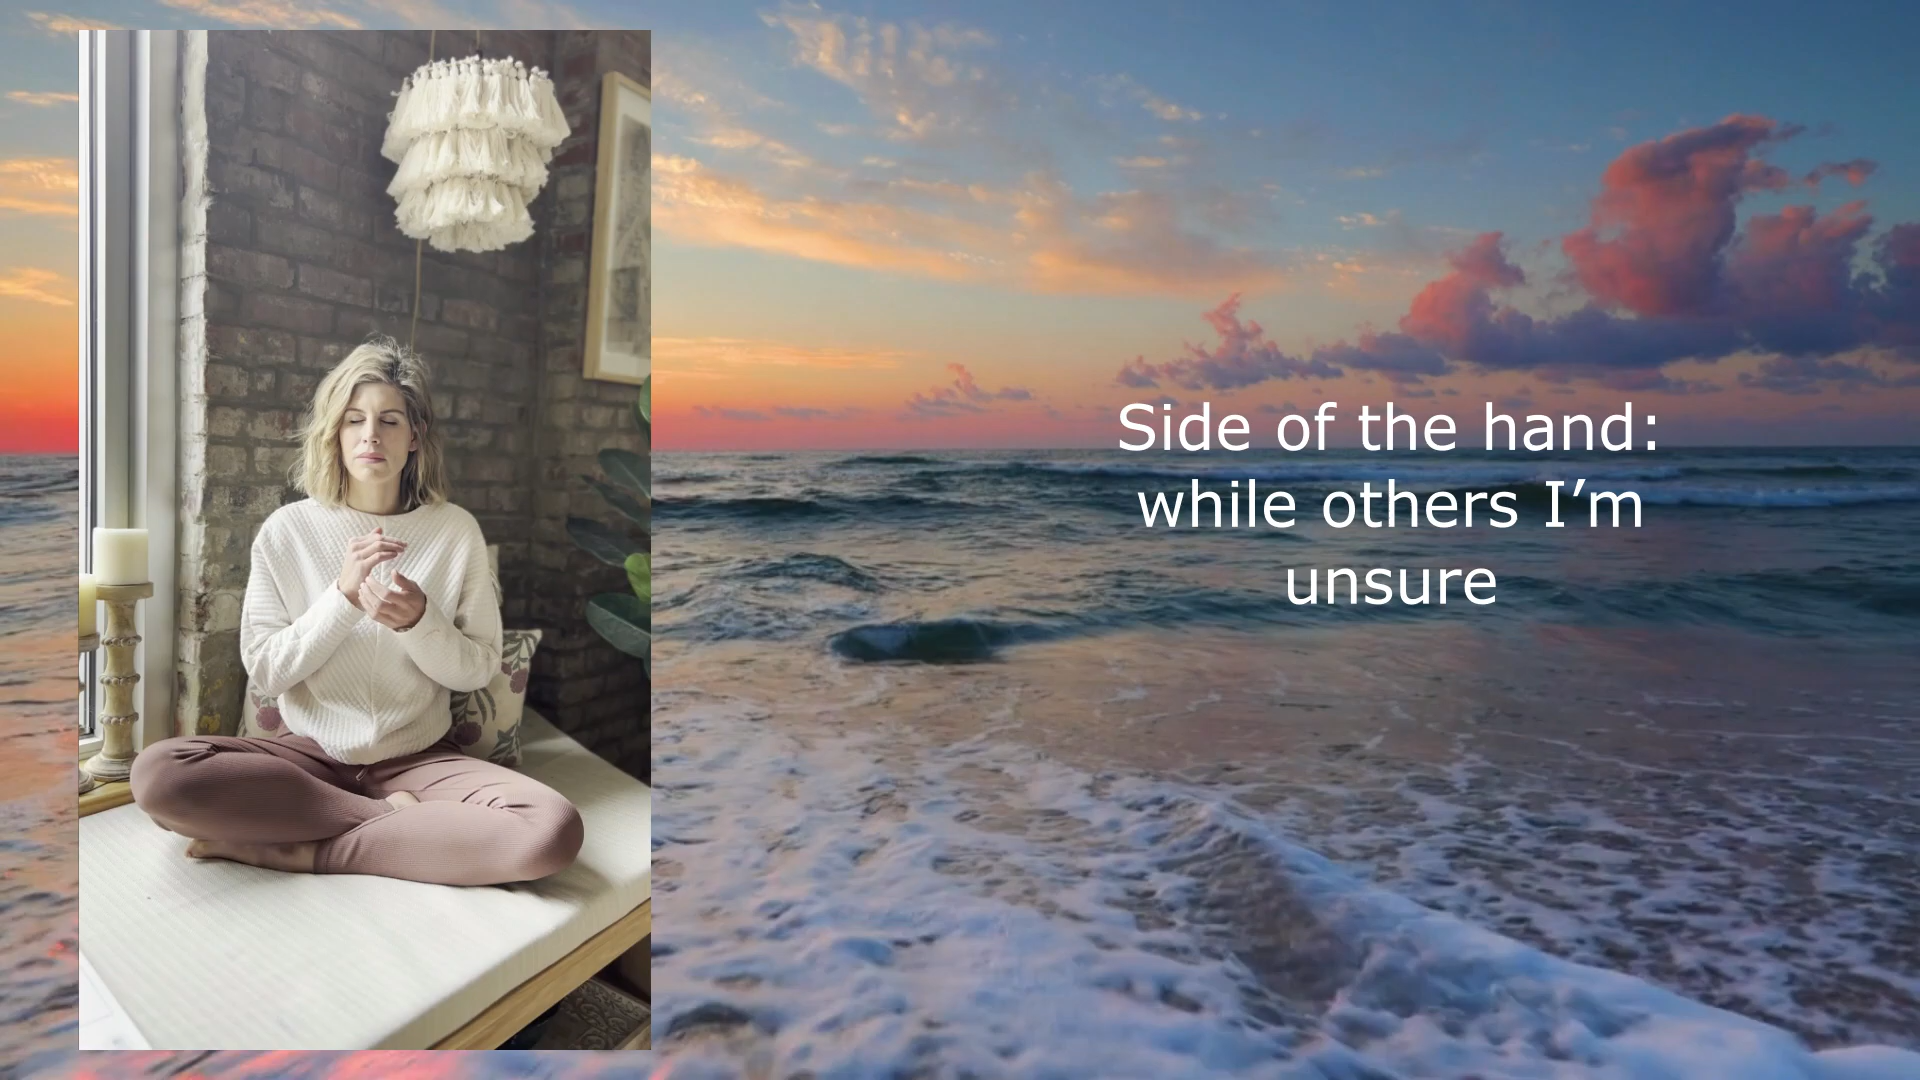 Side of the hand:
while others I’m
unsure